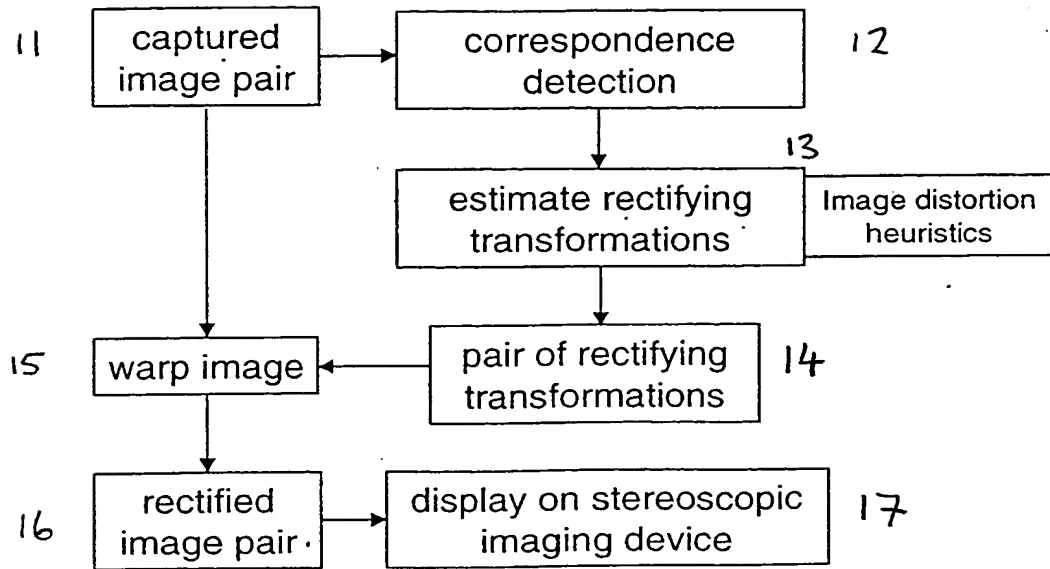 11
captured
image pair
correspondence
detection
12
13
estimate rectifying
transformations
Image distortion
heuristics
15
warp image
pair of rectifying
transformations
14
16
rectified
image pair
display on stereoscopic
imaging device
17